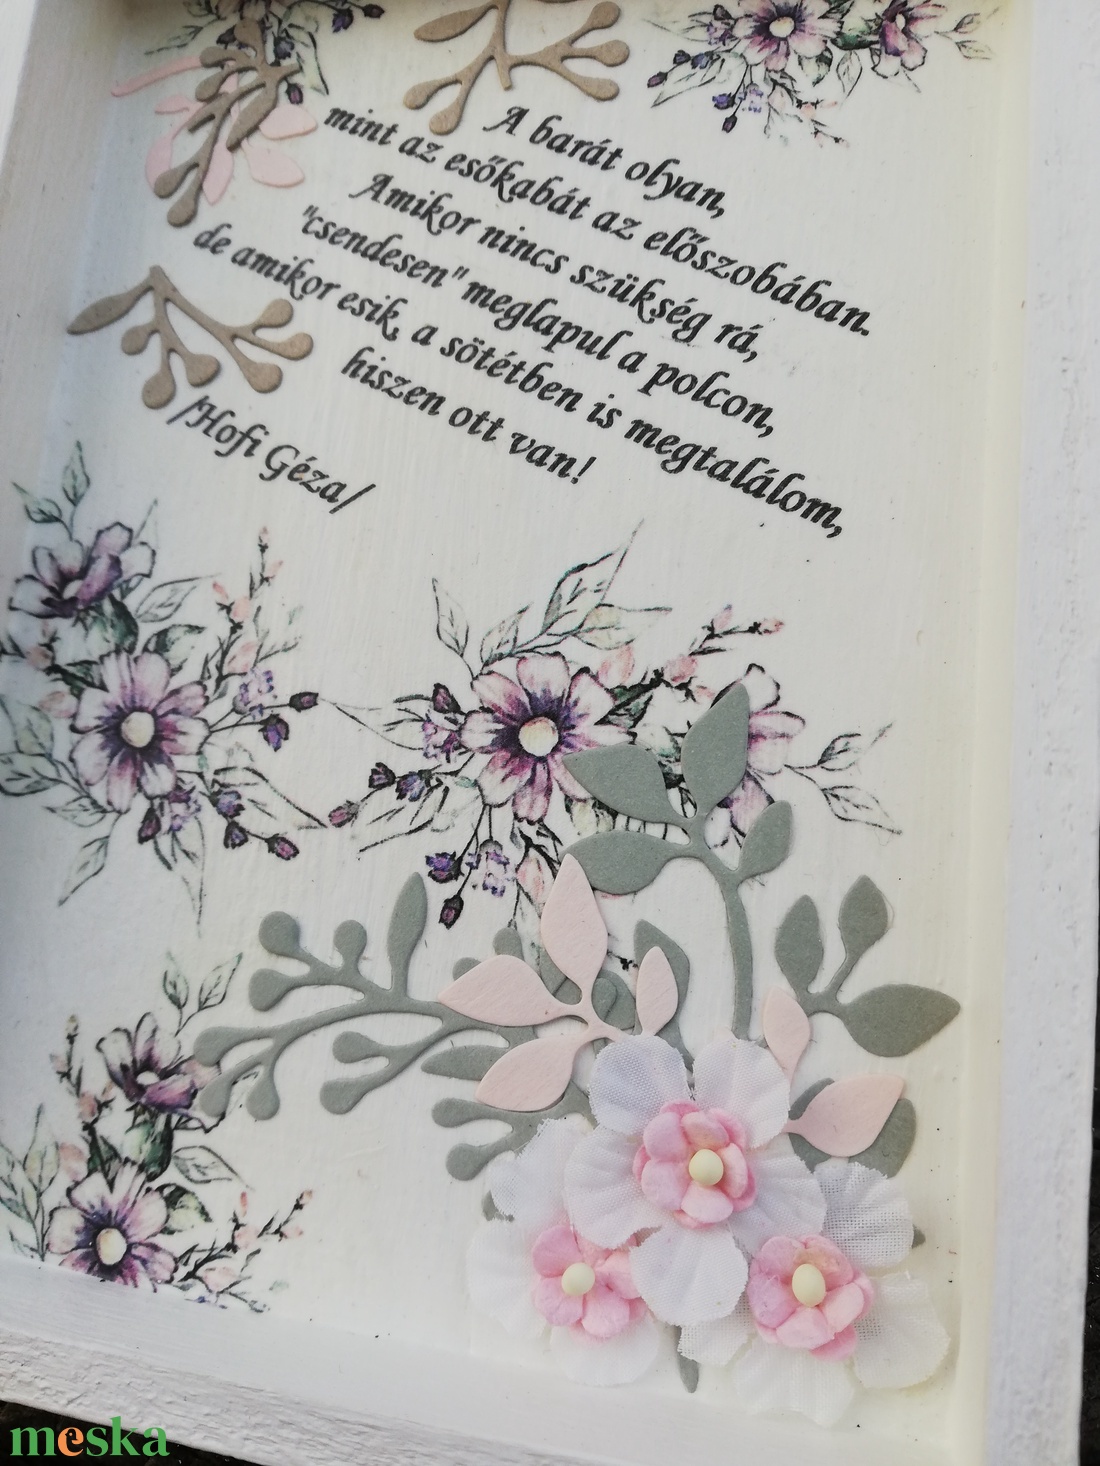 A barát olyan,
mint az esőkabát az előszobában.
Amikor nincs szükség rá,
"csendesen" meglapul a polcon,
de amikor esik, a sötétben is megtalálom,
hiszen ott van!
/Hofi Géza/
meska